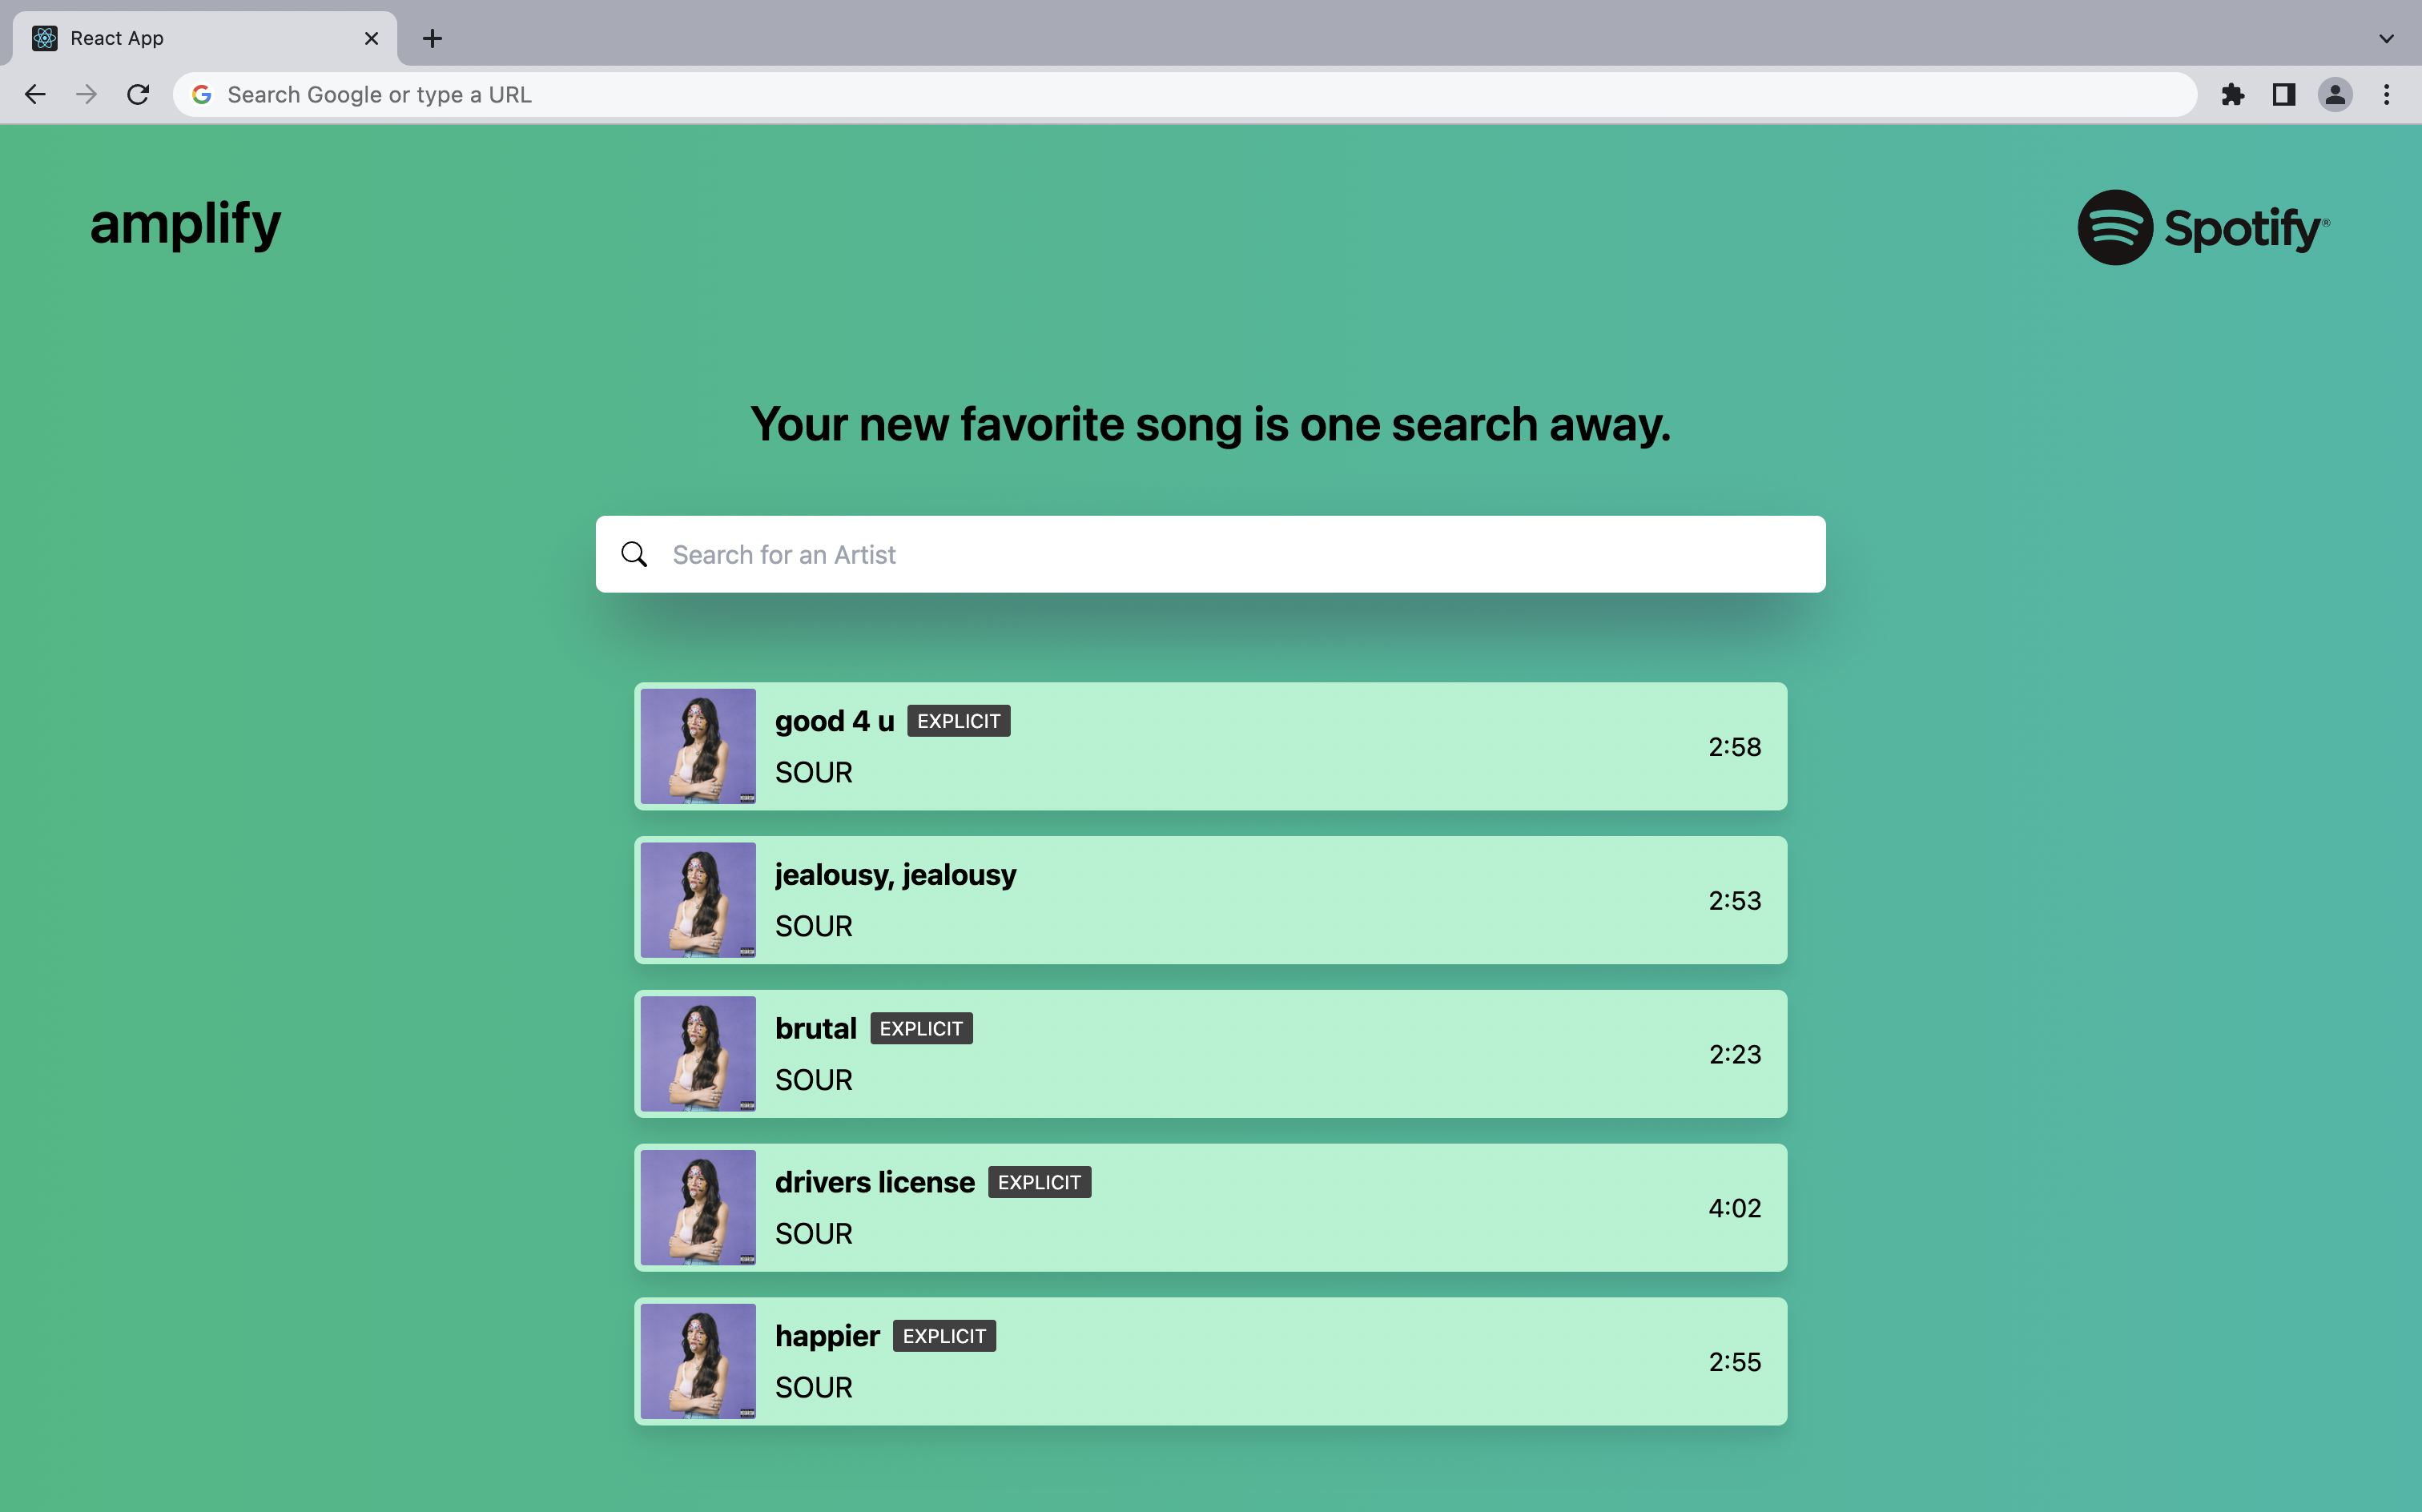 React App
Search Google or type a URL
amplify
Spotify®
Your new favorite song is one search away.
Search for an Artist
good 4 u EXPLICIT
SOUR
2:58
jealousy, jealousy
SOUR
2:53
brutal EXPLICIT
SOUR
2:23
drivers license EXPLICIT
SOUR
4:02
happier EXPLICIT
SOUR
2:55